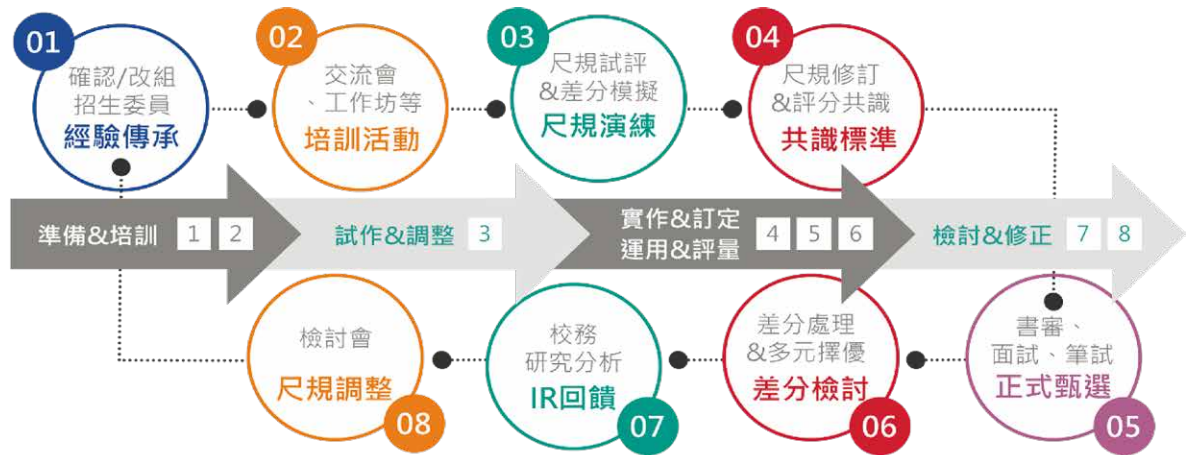 01
確認/改組
招生委員
經驗傳承
02
交流會
、工作坊等
培訓活動
03
尺規試評
&差分模擬
尺規演練
04
尺規修訂
&評分共識
共識標準
準備&培訓 1 2
試作&調整 3
實作&訂定
運用&評量 4 5 6
檢討&修正 7 8
檢討會
尺規調整
08
校務
研究分析
IR回饋
07
差分處理
&多元擇優
差分檢討
06
書審、
面試、筆試
正式甄選
05